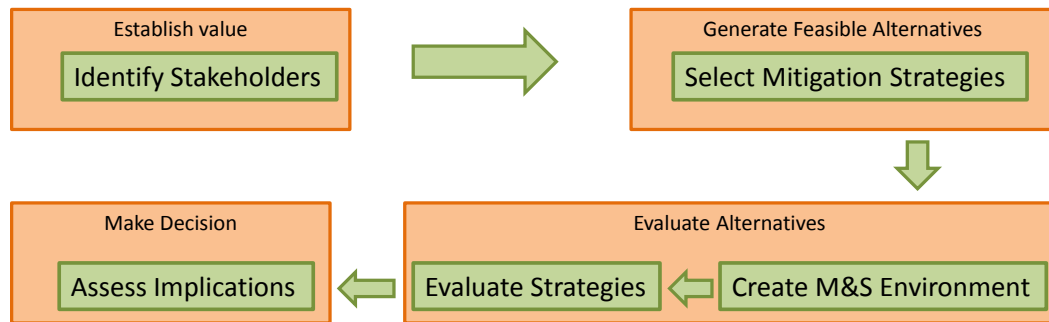 Establish value
Identify Stakeholders
Generate Feasible Alternatives
Select Mitigation Strategies
Make Decision
Assess Implications
Evaluate Alternatives
Evaluate Strategies
Create M&S Environment